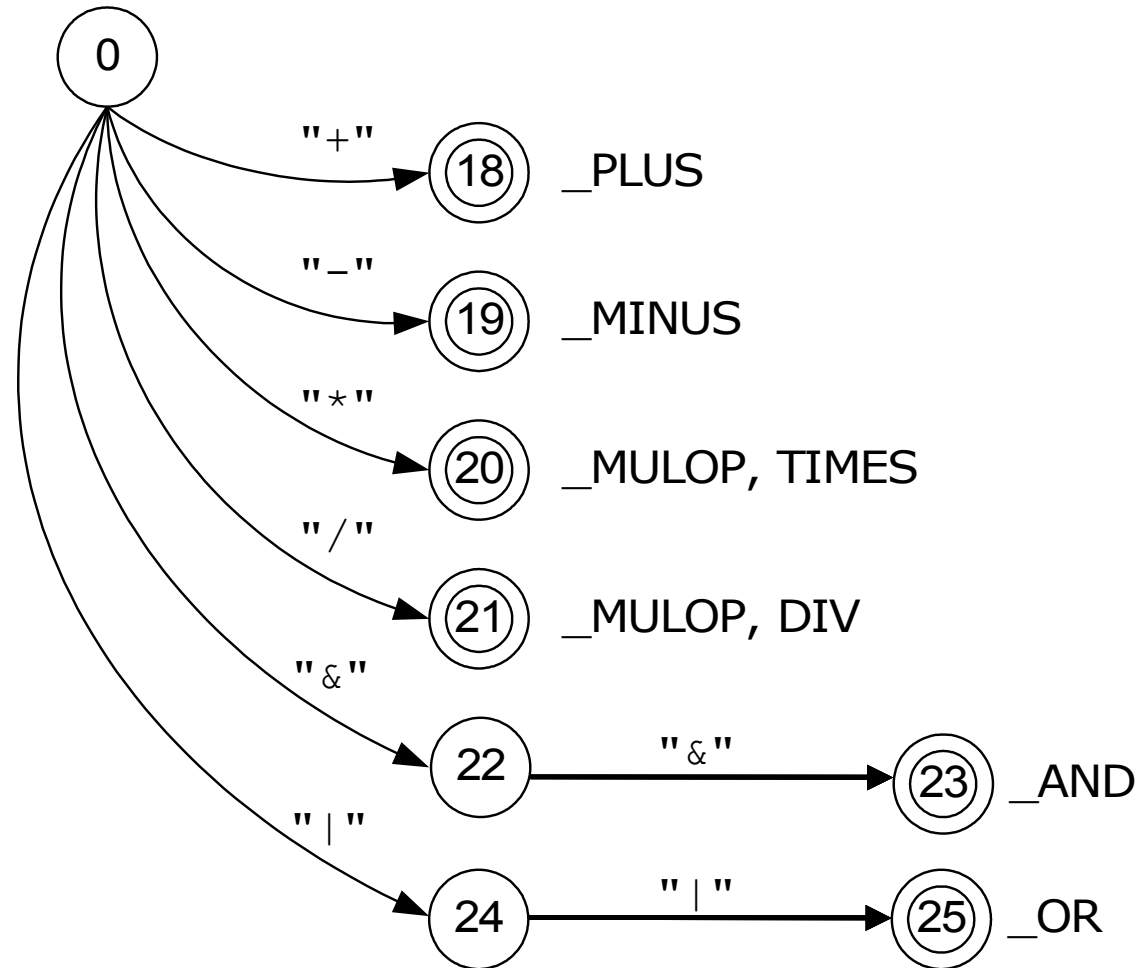 0
"+"
18 _PLUS
"-"
19 _MINUS
"*"
20 _MULOP, TIMES
"/"
21 _MULOP, DIV
"&"
22 "&" 23 _AND
"|"
24 "|" 25 _OR